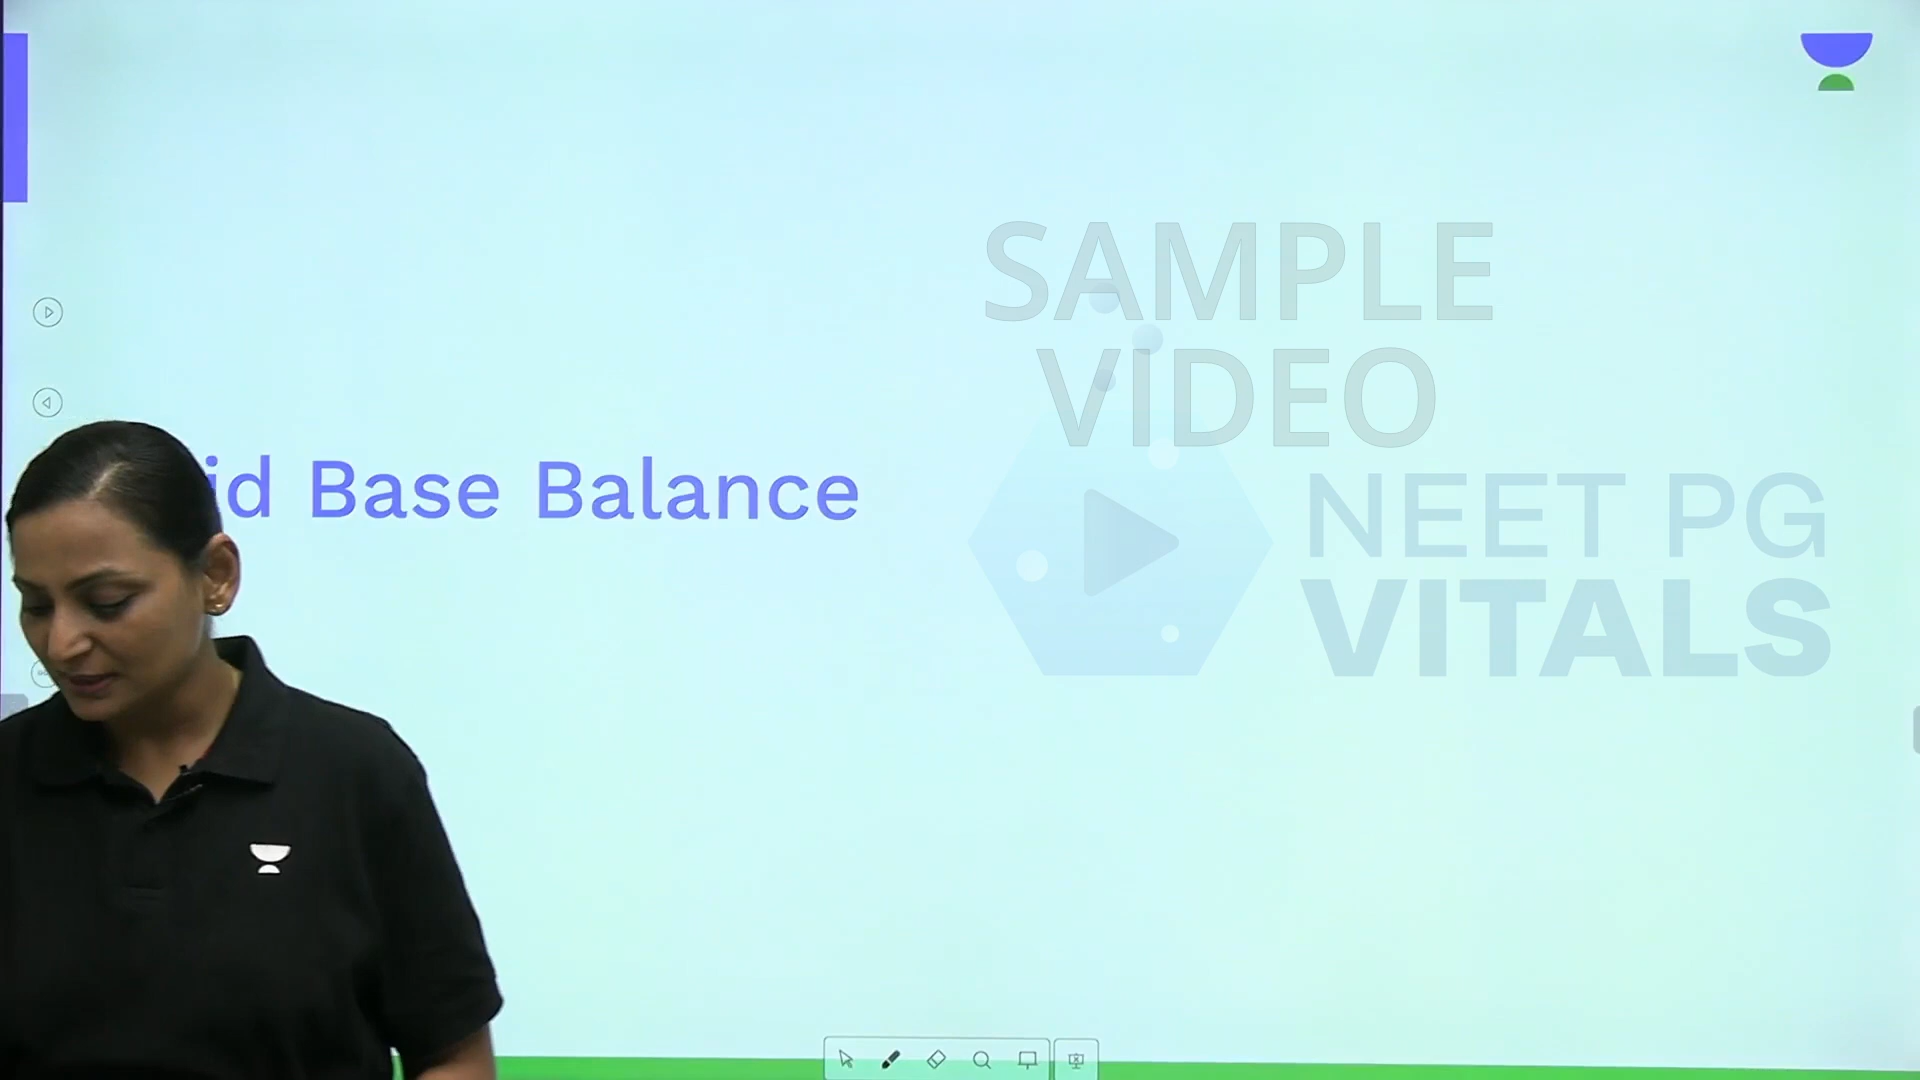 SAMPLE
VIDEO
id Base Balance
NEET PG
VITALS